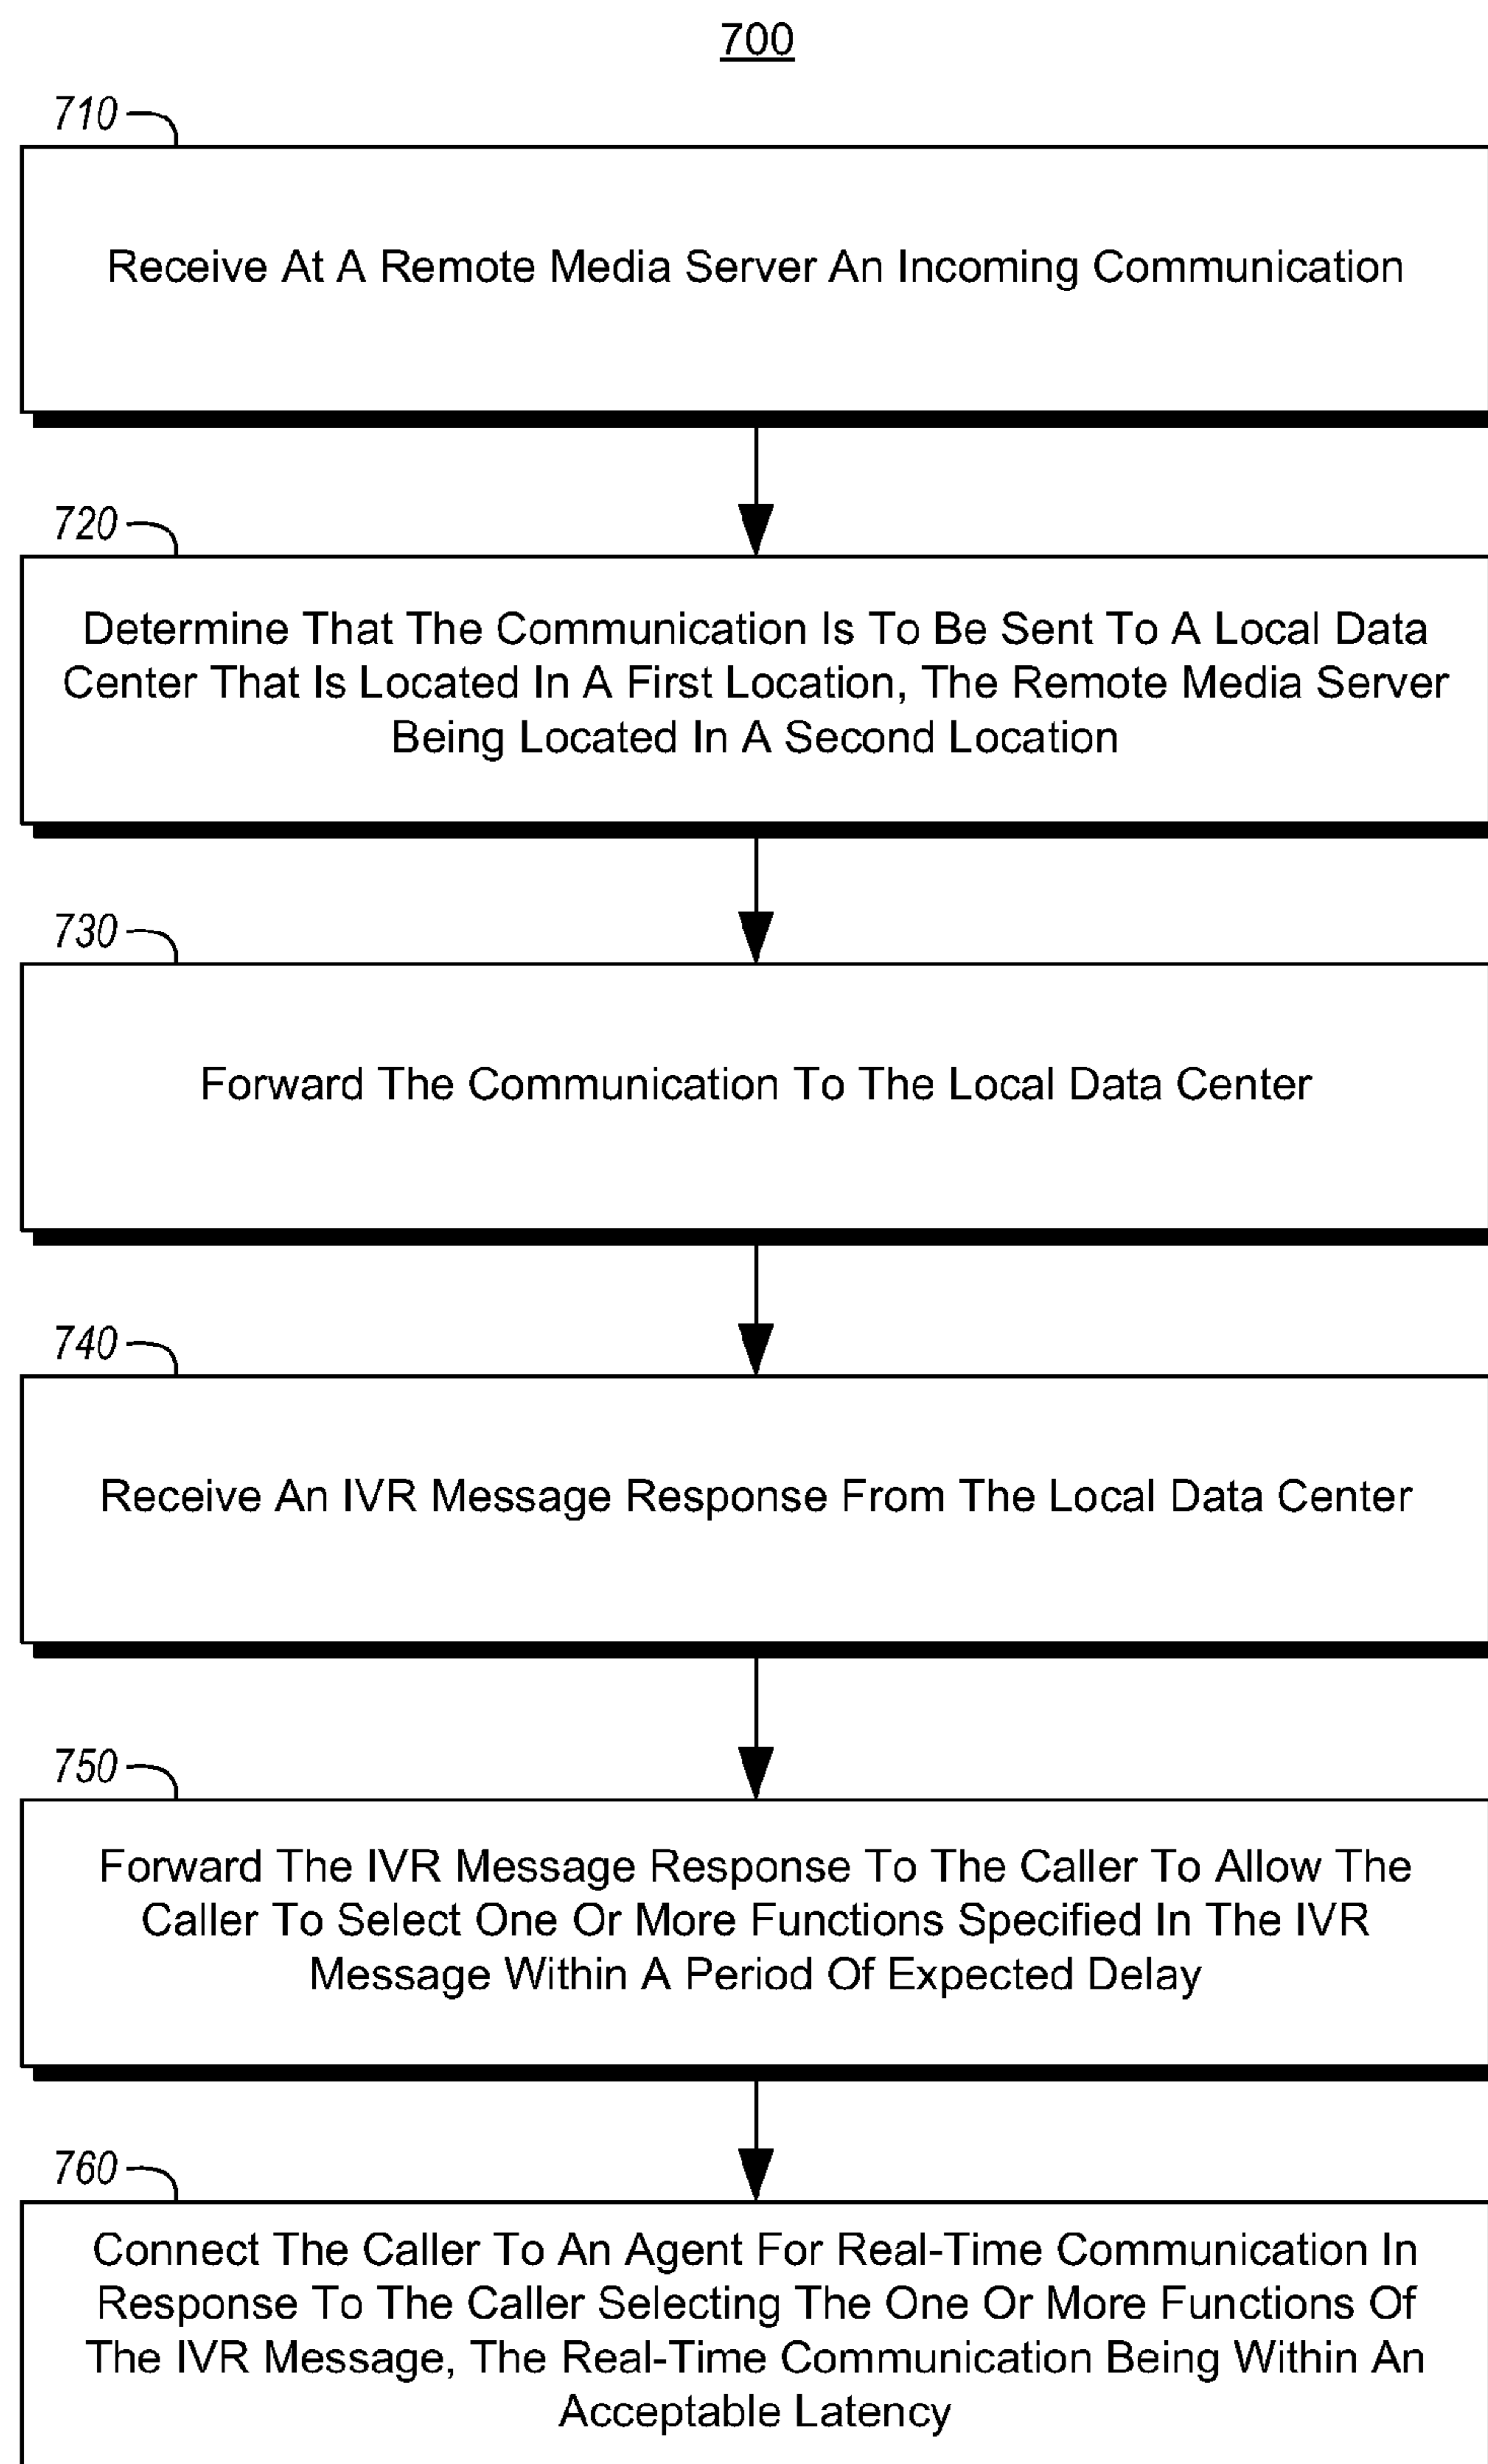 700
710
Receive At A Remote Media Server An Incoming Communication
720
Determine That The Communication Is To Be Sent To A Local Data
Center That Is Located In A First Location, The Remote Media Server
Being Located In A Second Location
730
Forward The Communication To The Local Data Center
740
Receive An IVR Message Response From The Local Data Center
750
Forward The IVR Message Response To The Caller To Allow The
Caller To Select One Or More Functions Specified In The IVR
Message Within A Period Of Expected Delay
760
Connect The Caller To An Agent For Real-Time Communication In
Response To The Caller Selecting The One Or More Functions Of
The IVR Message, The Real-Time Communication Being Within An
Acceptable Latency